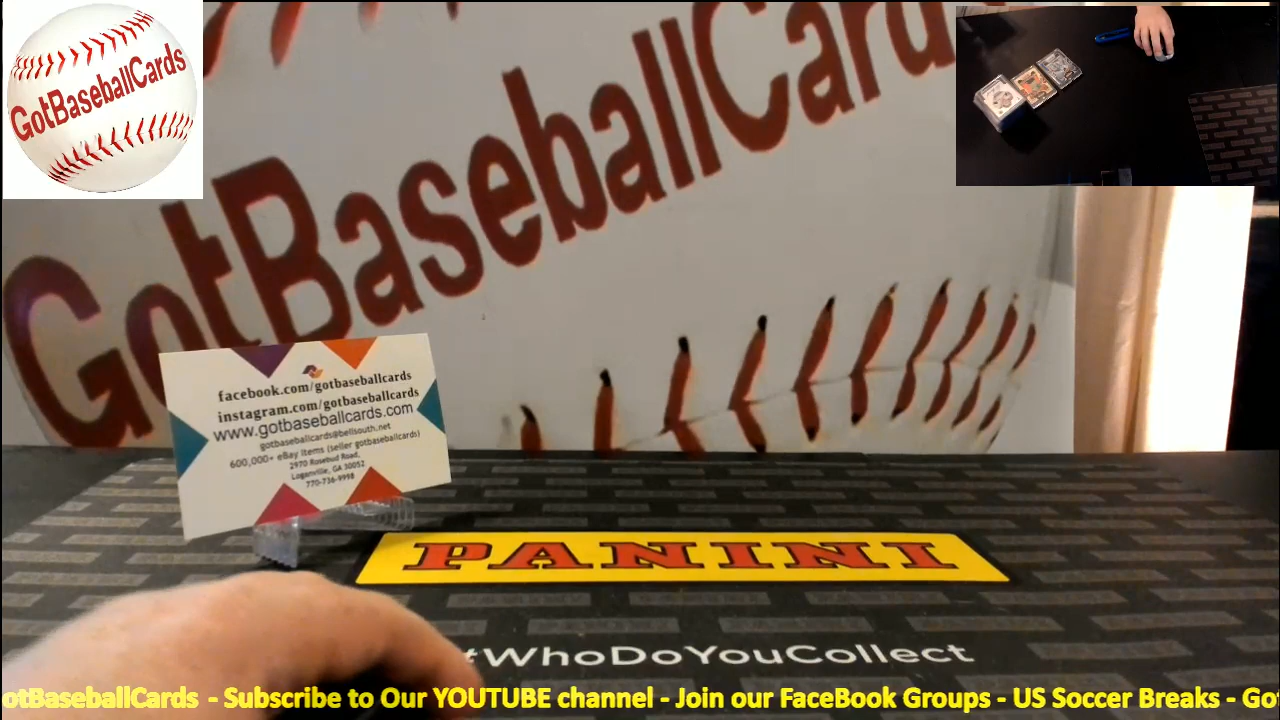 GotBaseballCards
GotBaseballCard
facebook.com/gotbaseballcards
instagram.com/gotbaseballcards
www.gotbaseballcards.com
gotbaseballcards@bellsouth.net
600,000+ eBay Items (seller gotbaseballcards)
2970 Rosebud Road,
Loganville, GA 30052
770-736-9998
PANINI
#WhoDoYouCollect
otBaseballCards - Subscribe to Our YOUTUBE channel - Join our FaceBook Groups - US Soccer Breaks - Go